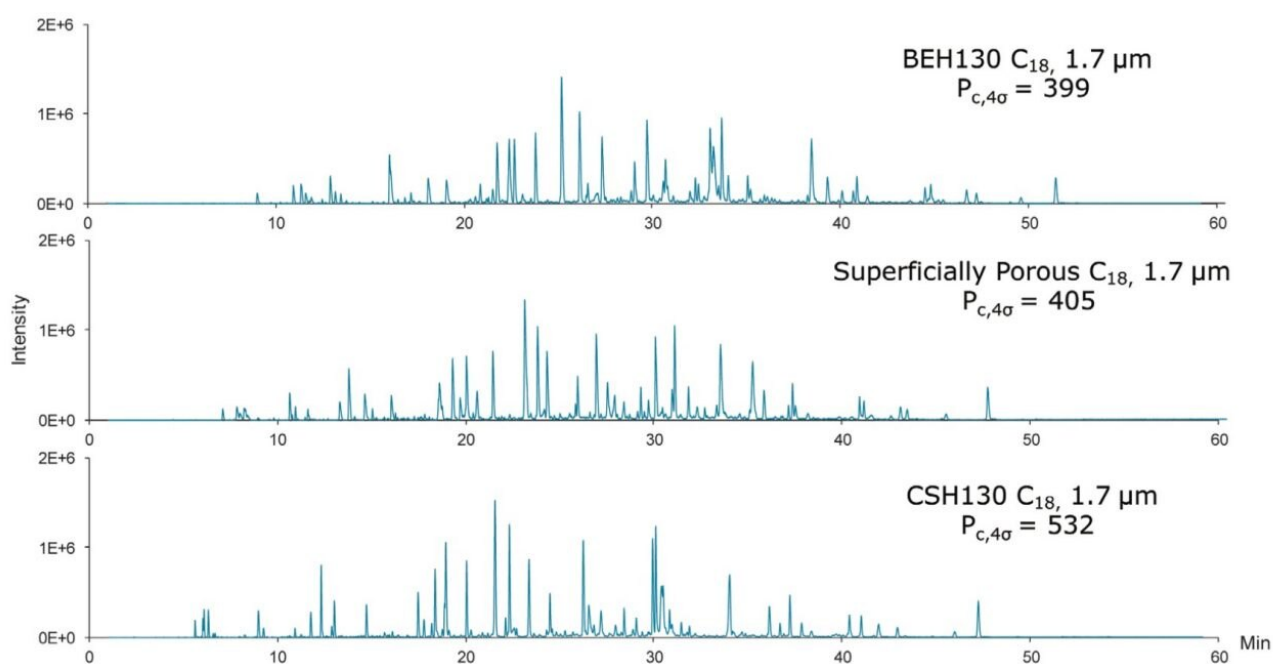 2E+6
BEH130 C18, 1.7 µm
Pc,4σ = 399
1E+6
0E+0
0 10 20 30 40 50 60
2E+6
Superficially Porous C18, 1.7 µm
Pc,4σ = 405
Intensity
1E+6
0E+0
0 10 20 30 40 50 60
2E+6
CSH130 C18, 1.7 µm
Pc,4σ = 532
1E+6
0E+0
0 10 20 30 40 50 60 Min